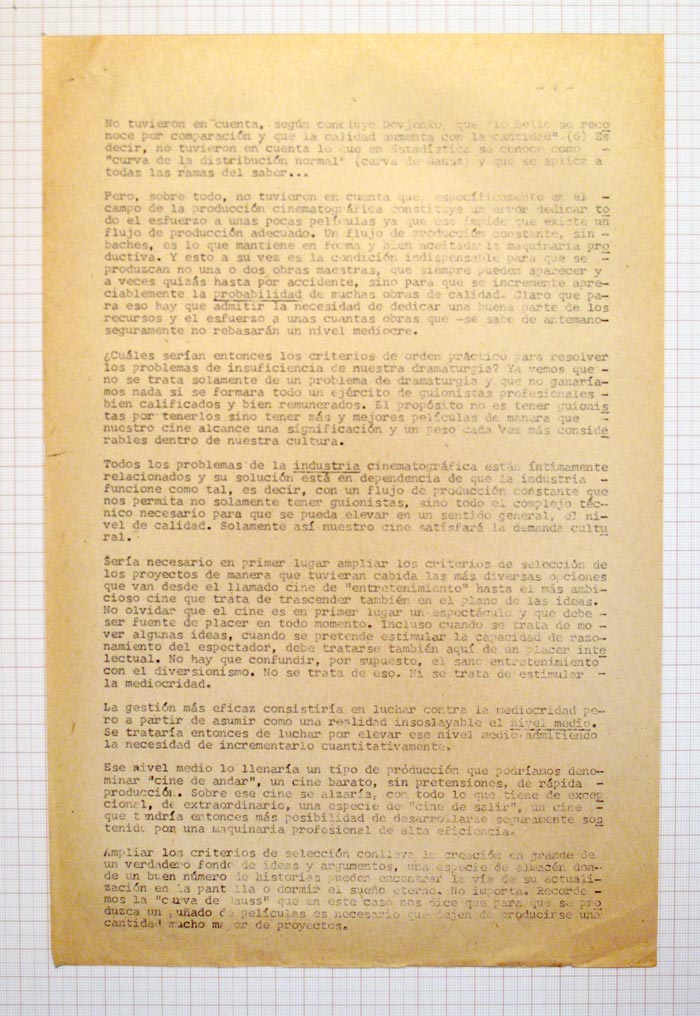 - 4 -
No tuvieron en cuenta, según concluye Dovjenko, que "lo bello se reco
noce por comparación y que la calidad aumenta con la cantidad".(6) Es
decir, no tuvieron en cuenta lo que en Estadística se conoce como -
"curva de la distribución normal" (curva de Gauss) y que se aplica a
todas las ramas del saber...
Pero, sobre todo, no tuvieron en cuenta que, específicamente en el -
campo de la producción cinematográfica constituye un error dedicar to
do el esfuerzo a unas pocas películas ya que eso impide que exista un
flujo de producción adecuado. Un flujo de producción constante, sin -
baches, es lo que mantiene en forma y bien aceitada la maquinaria pro
ductiva. Y esto a su vez es la condición indispensable para que se -
produzcan no una o dos obras maestras, que siempre pueden aparecer y
a veces quizás hasta por accidente, sino para que se incremente apre-
ciablemente la probabilidad de muchas obras de calidad. Claro que pa-
ra eso hay que admitir la necesidad de dedicar una buena parte de los
recursos y el esfuerzo a unas cuantas obras que -se sabe de antemano-
seguramente no rebasarán un nivel mediocre.
¿Cuáles serían entonces los criterios de orden práctico para resolver
los problemas de insuficiencia de nuestra dramaturgia? Ya vemos que -
no se trata solamente de un problema de dramaturgia y que no ganaría-
mos nada si se formara todo un ejército de guionistas profesionales -
bien calificados y bien remunerados. El propósito no es tener guionis
tas por tenerlos sino tener más y mejores películas de manera que -
nuestro cine alcance una significación y un peso cada vez más conside
rables dentro de nuestra cultura.
Todos los problemas de la industria cinematográfica están íntimamente
relacionados y su solución está en dependencia de que la industria -
funcione como tal, es decir, con un flujo de producción constante que
nos permita no solamente tener guionistas, sino todo el complejo téc-
nico necesario para que se pueda elevar en un sentido general, el ni-
vel de calidad. Solamente así nuestro cine satisfará la demanda cultu
ral.
Sería necesario en primer lugar ampliar los criterios de selección de
los proyectos de manera que tuvieran cabida las más diversas opciones
que van desde el llamado cine de "entretenimiento" hasta el más ambi-
cioso cine que trata de trascender también en el plano de las ideas.
No olvidar que el cine es en primer lugar un espectáculo y que debe -
ser fuente de placer en todo momento. Incluso cuando se trata de mo -
ver algunas ideas, cuando se pretende estimular la capacidad de razo-
namiento del espectador, debe tratarse también aquí de un placer inte
lectual. No hay que confundir, por supuesto, el sano entretenimiento
con el diversionismo. No se trata de eso. Ni se trata de estimular -
la mediocridad.
La gestión más eficaz consistiría en luchar contra la mediocridad pe-
ro a partir de asumir como una realidad insoslayable el nivel medio.
Se trataría entonces de luchar por elevar ese nivel medio admitiendo
la necesidad de incrementarlo cuantitativamente.
Ese nivel medio lo llenaría un tipo de producción que podríamos deno-
minar "cine de andar", un cine barato, sin pretensiones, de rápida -
producción. Sobre ese cine se alzaría, con todo lo que tiene de excep
cional, de extraordinario, una especie de "cine de salir", un cine -
que tendría entonces más posibilidad de desarrollarse seguramente sos
tenido por una maquinaria profesional de alta eficiencia.
Ampliar los criterios de selección conlleva la creación en grande de
un verdadero fondo de ideas y argumentos, una especie de almacén don-
de un buen número de historias pueden encontrar la vía de su actuali-
zación en la pantalla o dormir el sueño eterno. No importa. Recorde -
mos la "curva de Gauss" que en este caso nos dice que para que se pro
duzca un puñado de películas es necesario que dejen de producirse una
cantidad mucho mayor de proyectos.